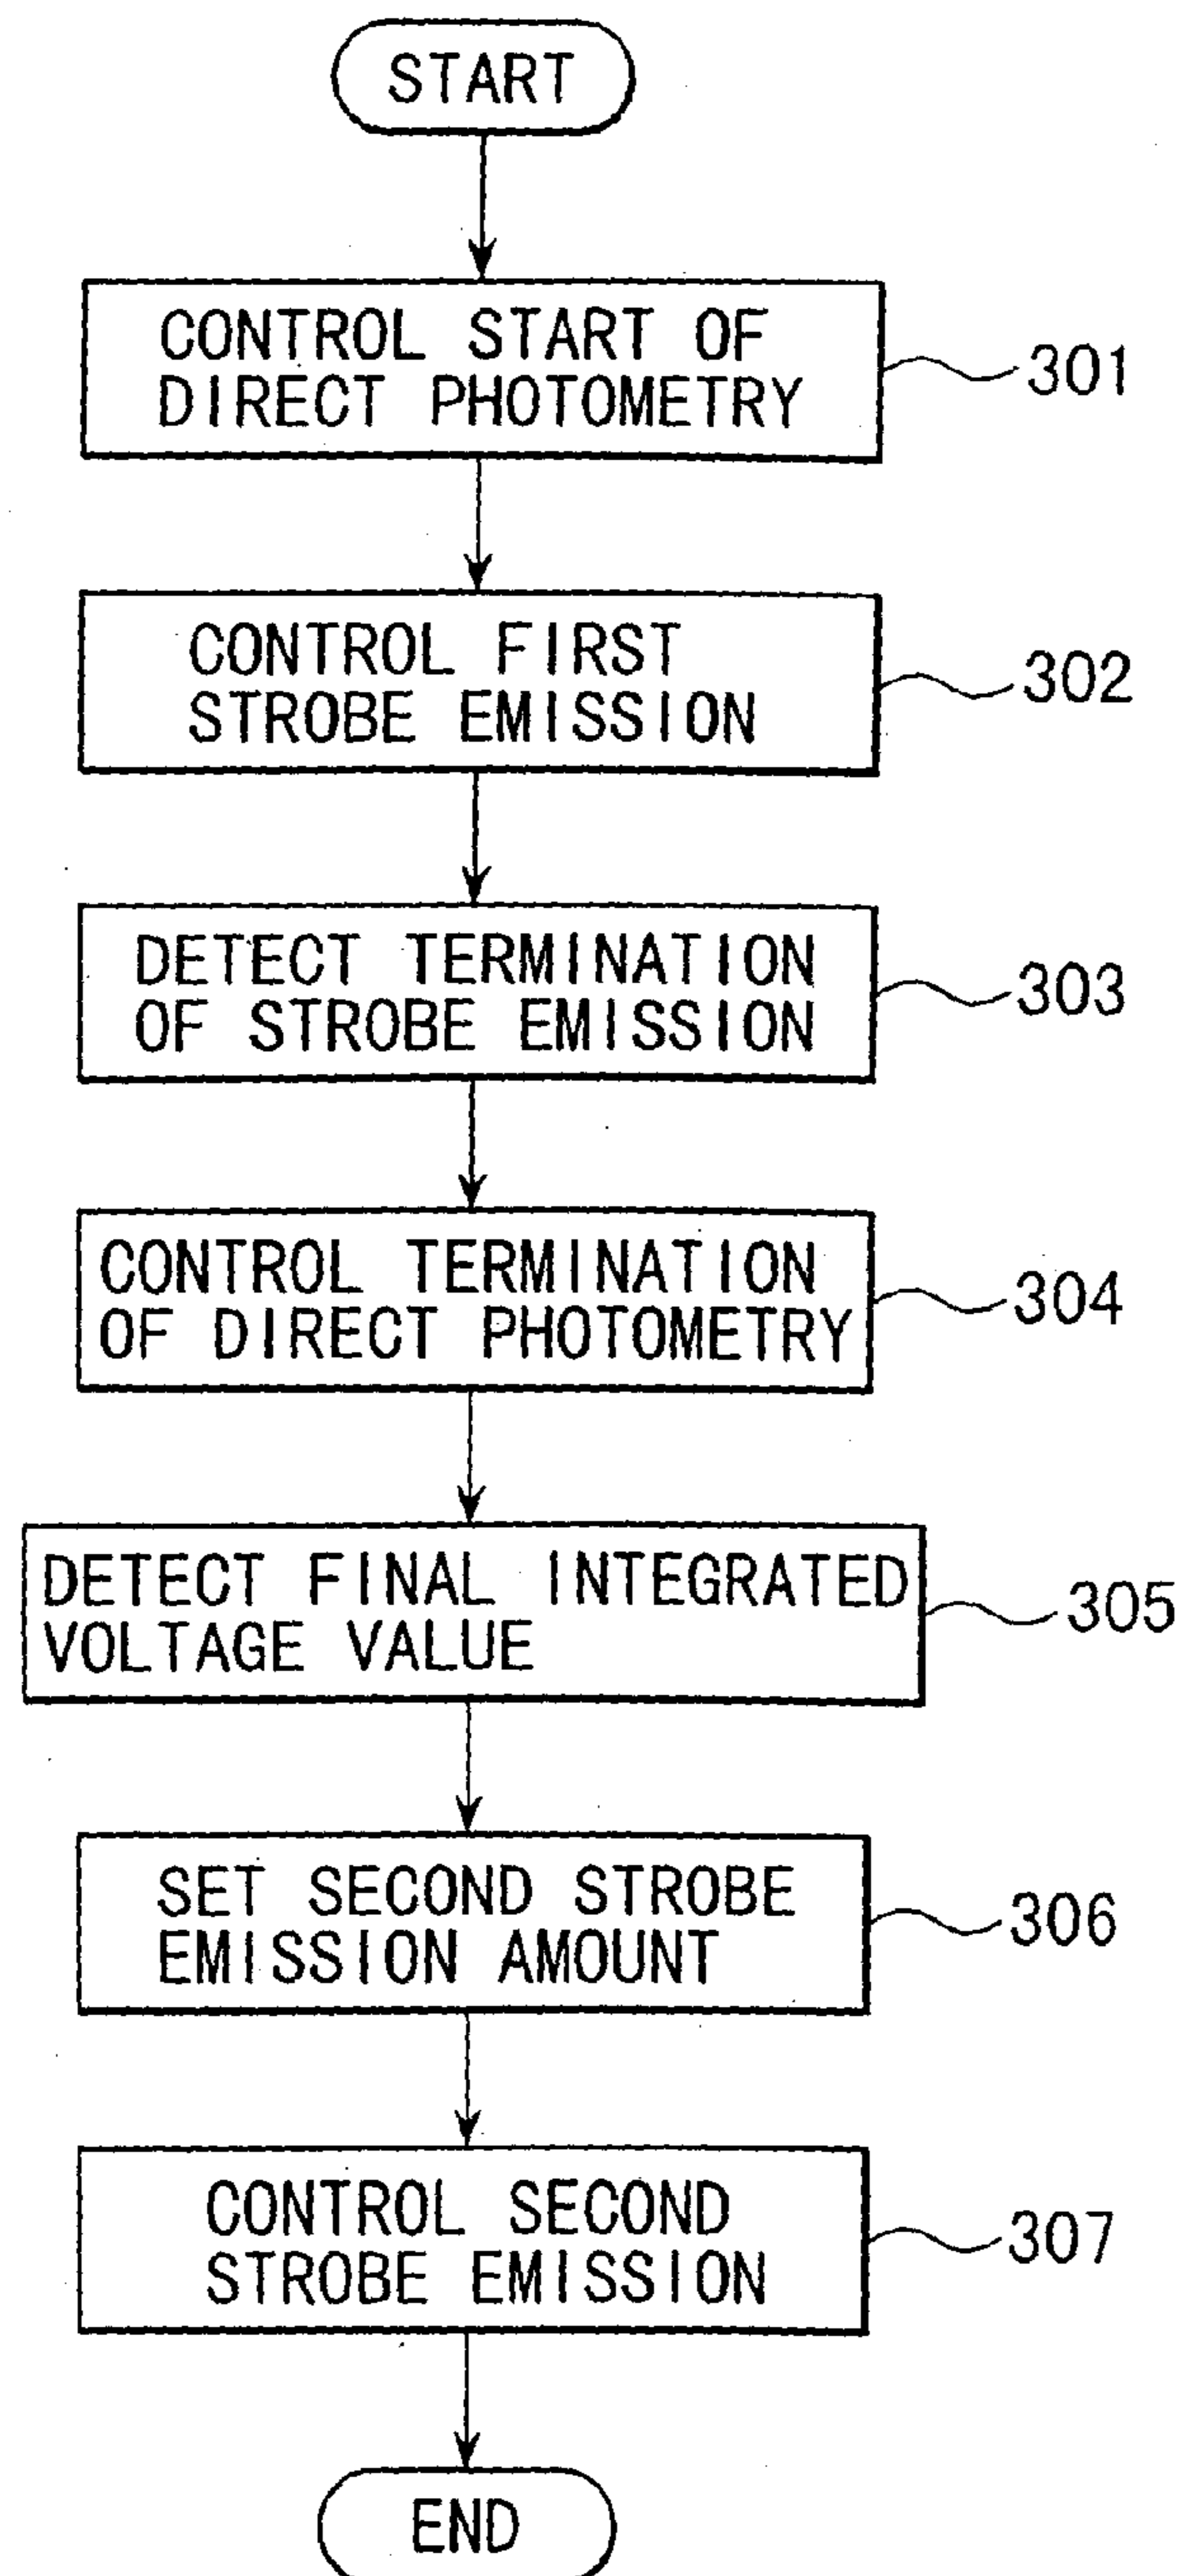 START
CONTROL START OF
DIRECT PHOTOMETRY
301
CONTROL FIRST
STROBE EMISSION
302
DETECT TERMINATION
OF STROBE EMISSION
303
CONTROL TERMINATION
OF DIRECT PHOTOMETRY
304
DETECT FINAL INTEGRATED
VOLTAGE VALUE
305
SET SECOND STROBE
EMISSION AMOUNT
306
CONTROL SECOND
STROBE EMISSION
307
END